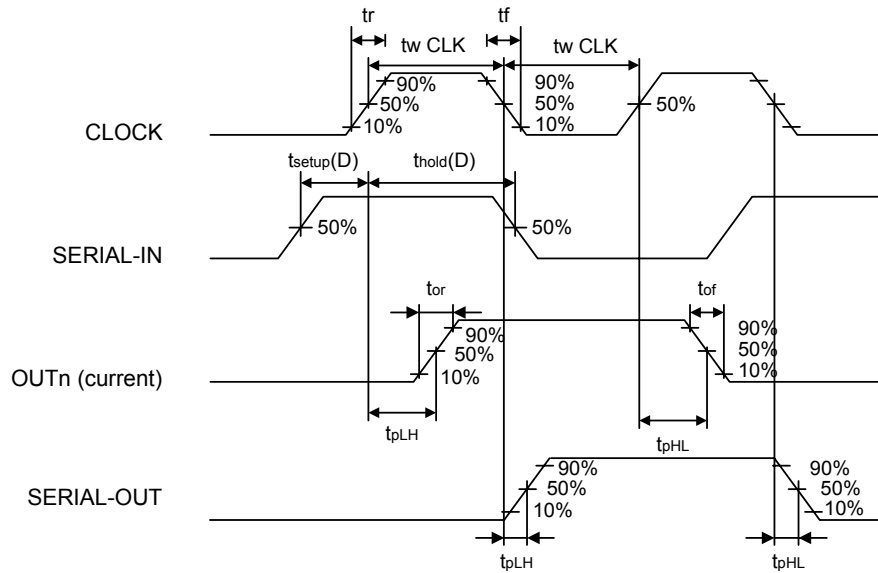 tr tf
tw CLK tw CLK
90% 90%
50% 50% 50%
CLOCK 10% 10%
tsetup(D) thold(D)
50% 50%
SERIAL-IN
tor tof
90% 90%
50% 50%
OUTn (current) 10% 10%
tpLH tpHL
90% 90%
SERIAL-OUT 50% 50%
10% 10%
tpLH tpHL